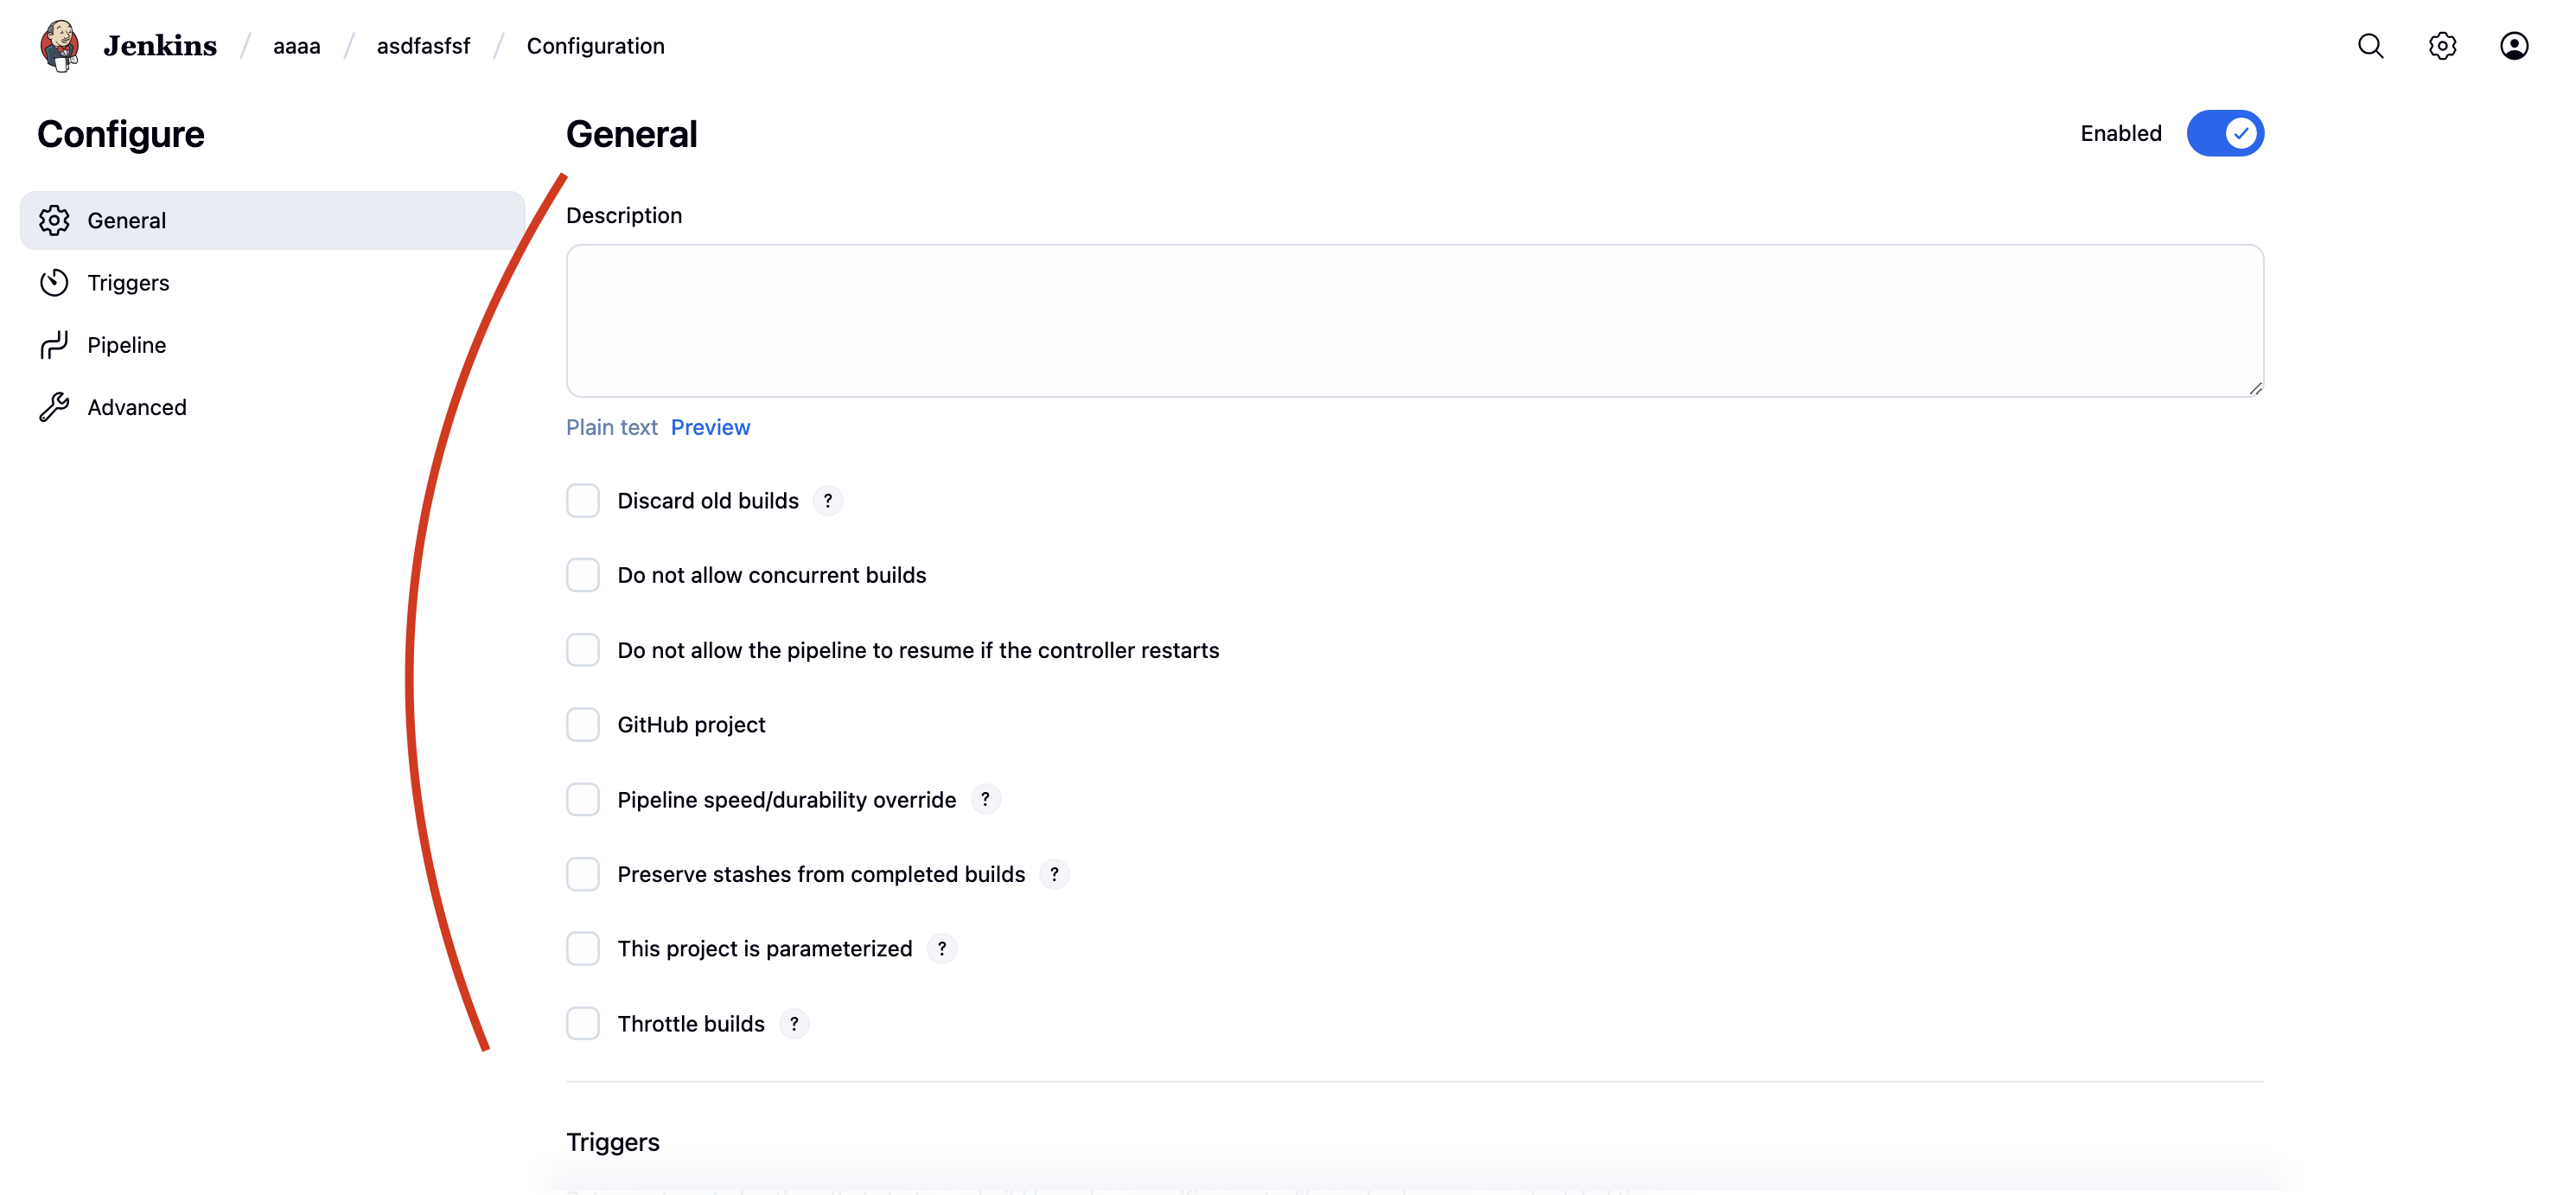 Jenkins / aaaa / asdfasfsf / Configuration
Configure
General
Triggers
Pipeline
Advanced
General
Enabled
Description
Plain text Preview
Discard old builds ?
Do not allow concurrent builds
Do not allow the pipeline to resume if the controller restarts
GitHub project
Pipeline speed/durability override ?
Preserve stashes from completed builds ?
This project is parameterized ?
Throttle builds ?
Triggers